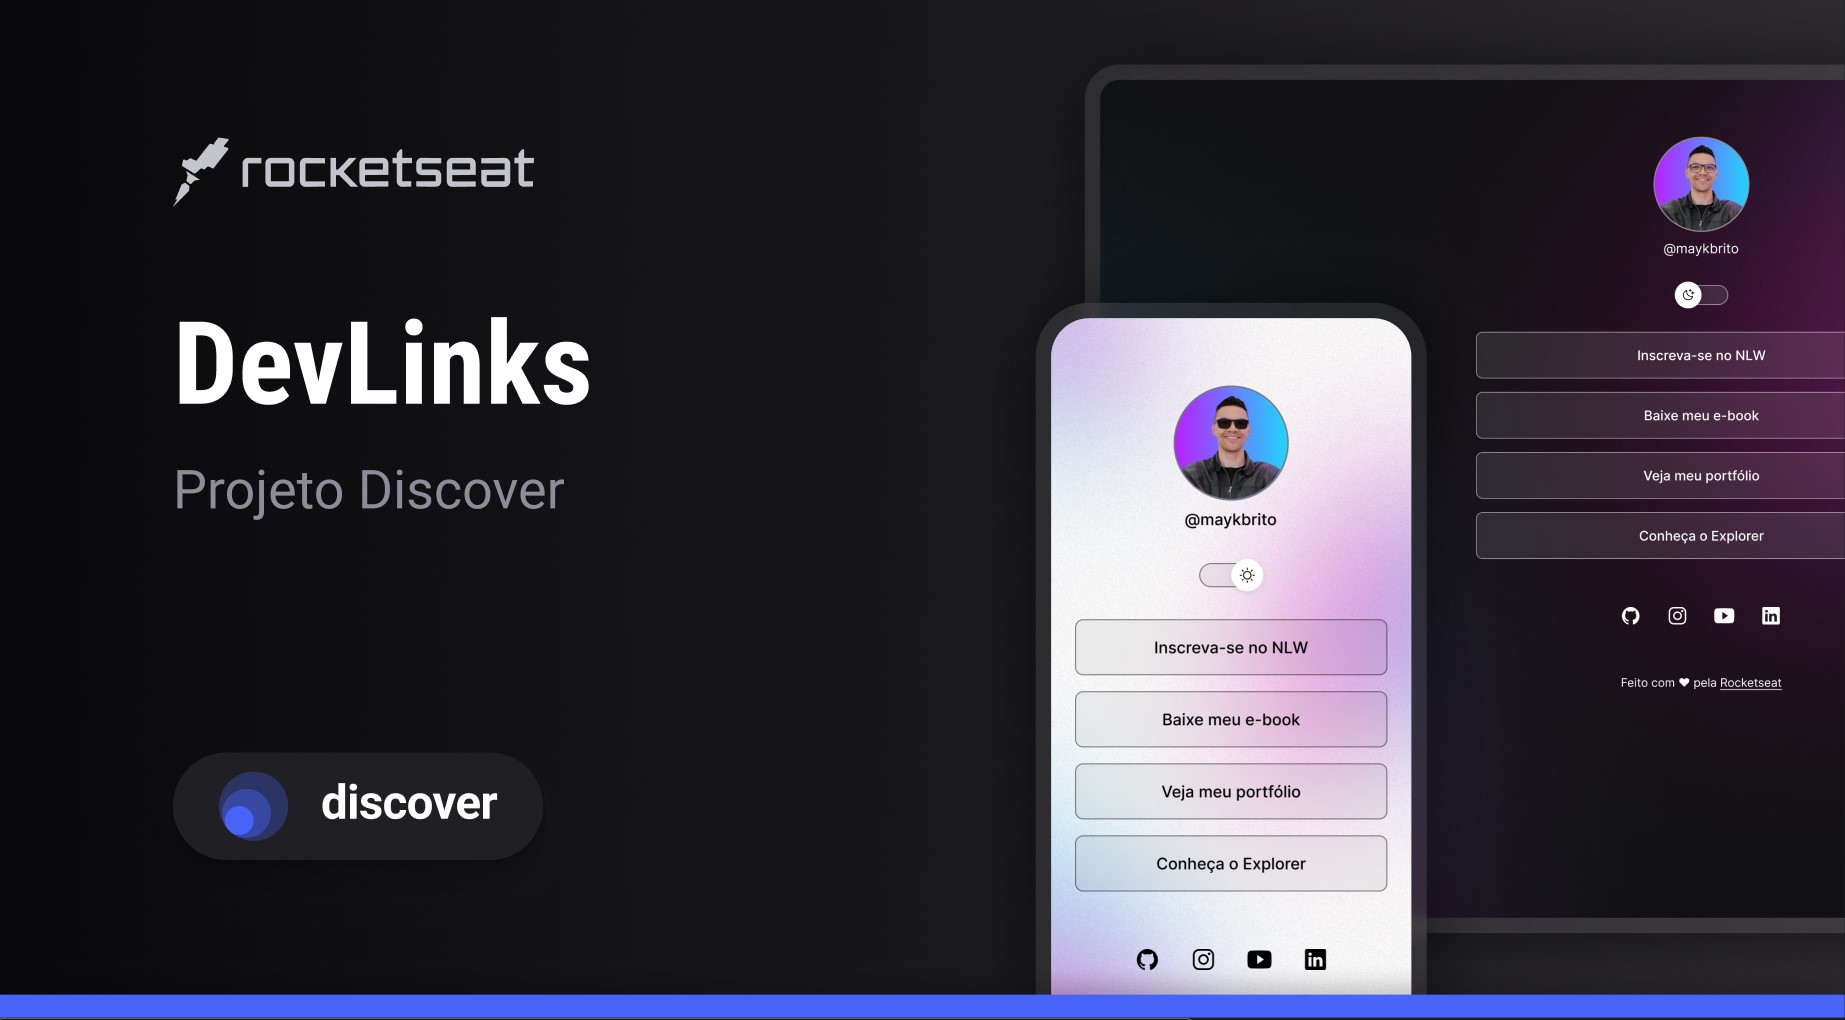 rocketseat
DevLinks
Projeto Discover
discover
@maykbrito
Inscreva-se no NLW
Baixe meu e-book
Veja meu portfólio
Conheça o Explorer
@maykbrito
Inscreva-se no NLW
Baixe meu e-book
Veja meu portfólio
Conheça o Explorer
Feito com ♥ pela Rocketseat